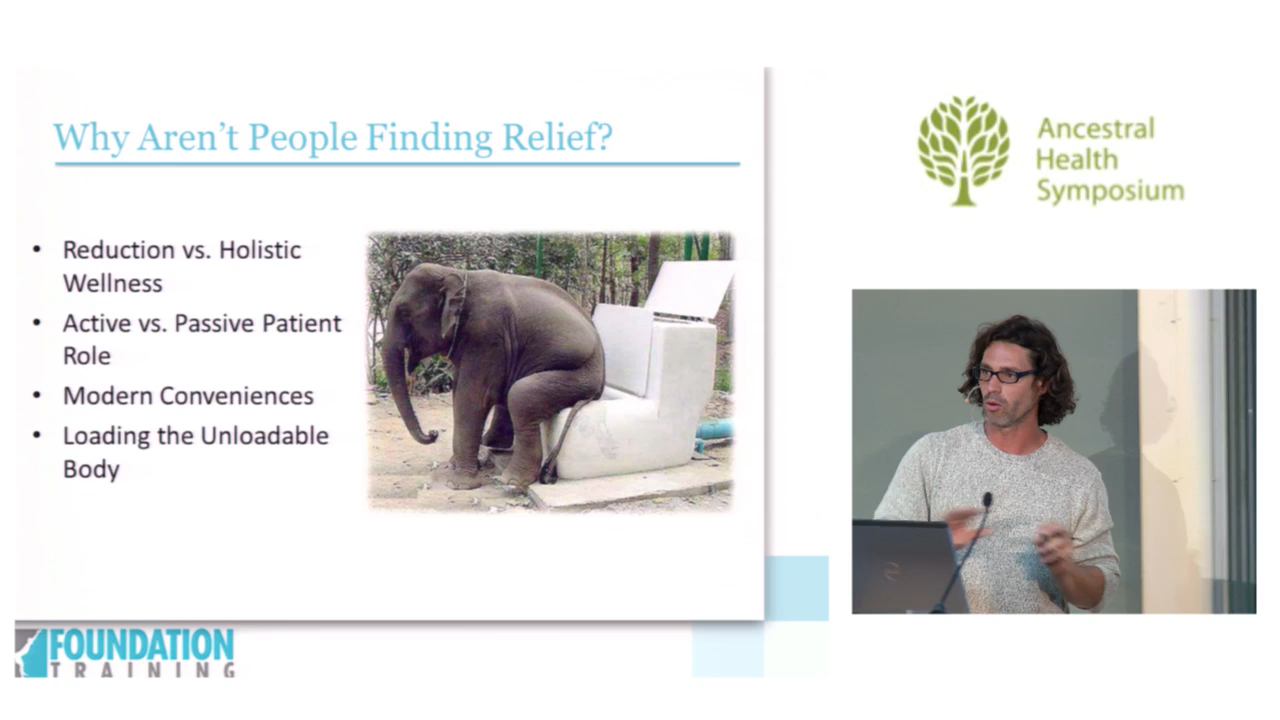 Why Aren't People Finding Relief?
• Reduction vs. Holistic
Wellness
• Active vs. Passive Patient
Role
• Modern Conveniences
• Loading the Unloadable
Body
FOUNDATION
TRAINING
Ancestral
Health
Symposium